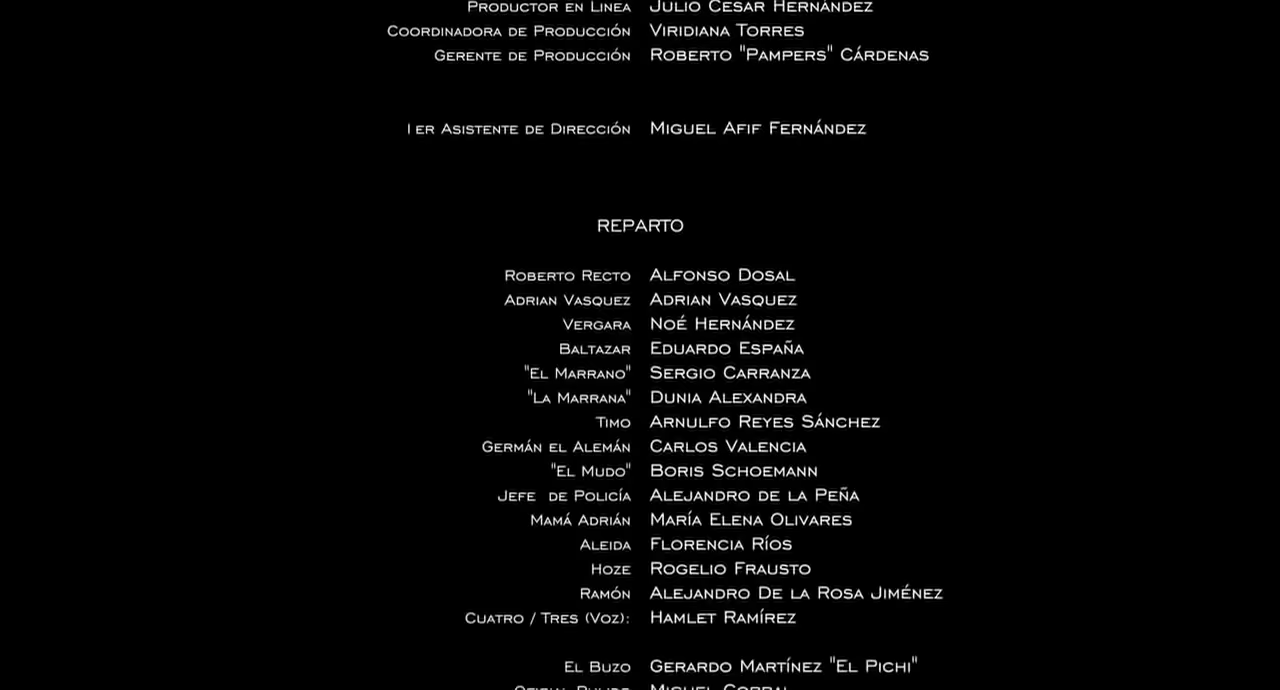 Productor en Linea Julio Cesar Hernández
Coordinadora de Producción Viridiana Torres
Gerente de Producción Roberto "Pampers" Cárdenas
1er Asistente de Dirección Miguel Afif Fernández
REPARTO
Roberto Recto Alfonso Dosal
Adrian Vasquez Adrian Vasquez
Vergara Noé Hernández
Baltazar Eduardo España
"El Marrano" Sergio Carranza
"La Marrana" Dunia Alexandra
Timo Arnulfo Reyes Sánchez
Germán el Alemán Carlos Valencia
"El Mudo" Boris Schoemann
Jefe de Policía Alejandro de la Peña
Mamá Adrián María Elena Olivares
Aleida Florencia Ríos
Hoze Rogelio Frausto
Ramón Alejandro De la Rosa Jiménez
Cuatro / Tres (Voz): Hamlet Ramírez
El Buzo Gerardo Martínez "El Pichi"
Miguel